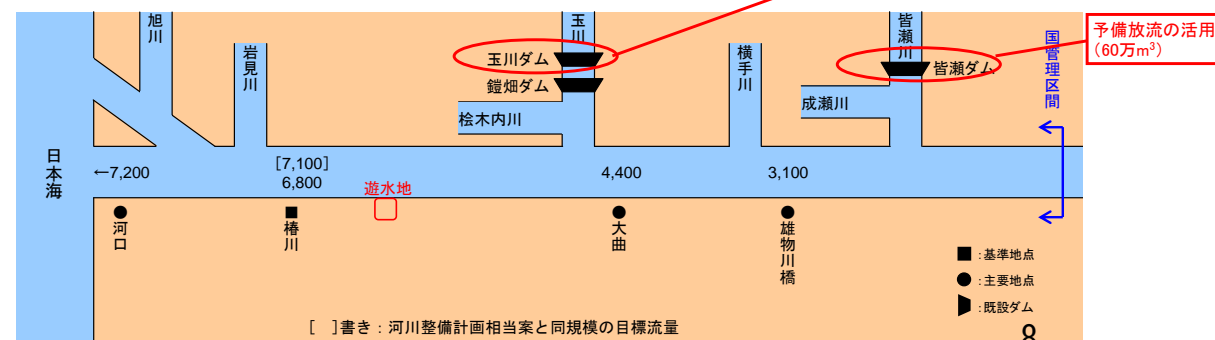 旭川
岩見川
玉川
玉川ダム
鎧畑ダム
桧木内川
横手川
皆瀬川
皆瀬ダム
成瀬川
国管理区間
予備放流の活用
(60万m³)
日本海
←7,200
[7,100]
6,800
遊水地
4,400
3,100
河口
椿川
大曲
雄物川橋
■ :基準地点
● :主要地点
:既設ダム
[ ]書き：河川整備計画相当案と同規模の目標流量